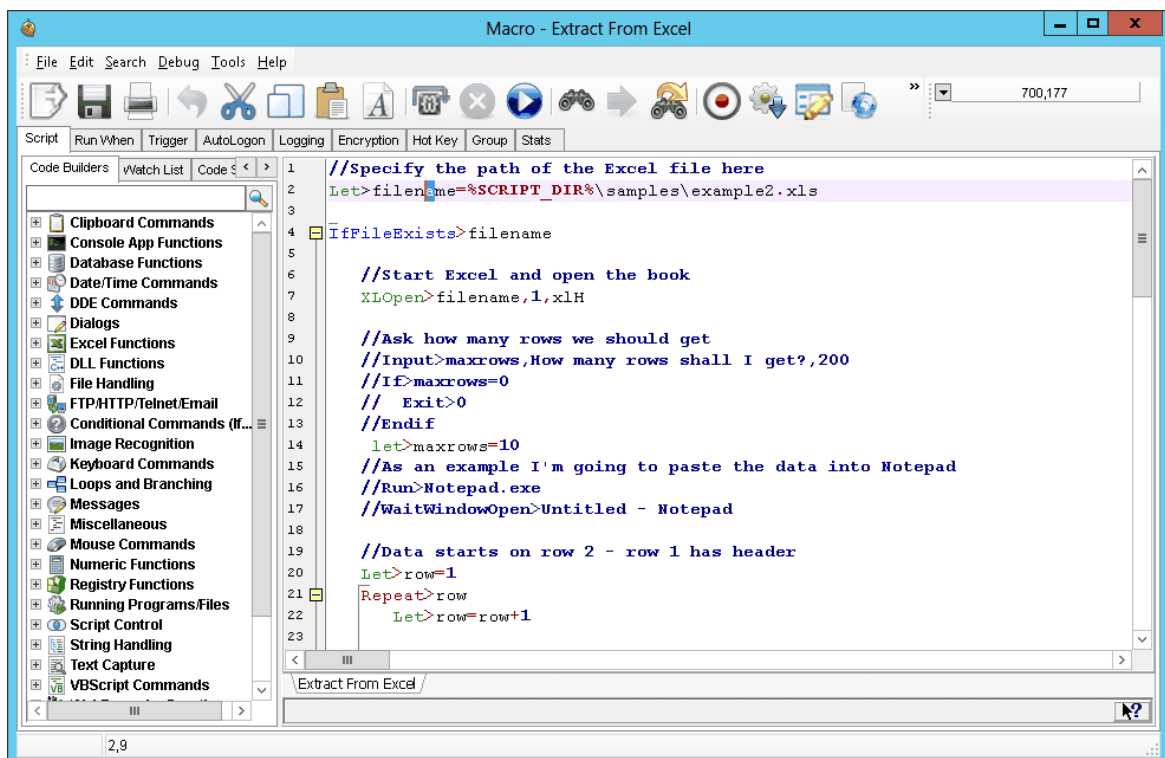 Macro - Extract From Excel
File Edit Search Debug Tools Help
» 700,177
Script Run When Trigger AutoLogon Logging Encryption Hot Key Group Stats
Code Builders Watch List Code
Clipboard Commands
Console App Functions
Database Functions
Date/Time Commands
DDE Commands
Dialogs
Excel Functions
DLL Functions
File Handling
FTP/HTTP/Telnet/Email
Conditional Commands (If...
Image Recognition
Keyboard Commands
Loops and Branching
Messages
Miscellaneous
Mouse Commands
Numeric Functions
Registry Functions
Running Programs/Files
Script Control
String Handling
Text Capture
VBScript Commands
1 //Specify the path of the Excel file here
2 Let>filename=%SCRIPT_DIR%\samples\example2.xls
3
4 IfFileExists>filename
5
6 //Start Excel and open the book
7 XLOpen>filename,1,xlH
8
9 //Ask how many rows we should get
10 //Input>maxrows,How many rows shall I get?,200
11 //If>maxrows=0
12 // Exit>0
13 //Endif
14 let>maxrows=10
15 //As an example I'm going to paste the data into Notepad
16 //Run>Notepad.exe
17 //WaitWindowOpen>Untitled - Notepad
18
19 //Data starts on row 2 - row 1 has header
20 Let>row=1
21 Repeat>row
22 Let>row=row+1
23
Extract From Excel
2,9